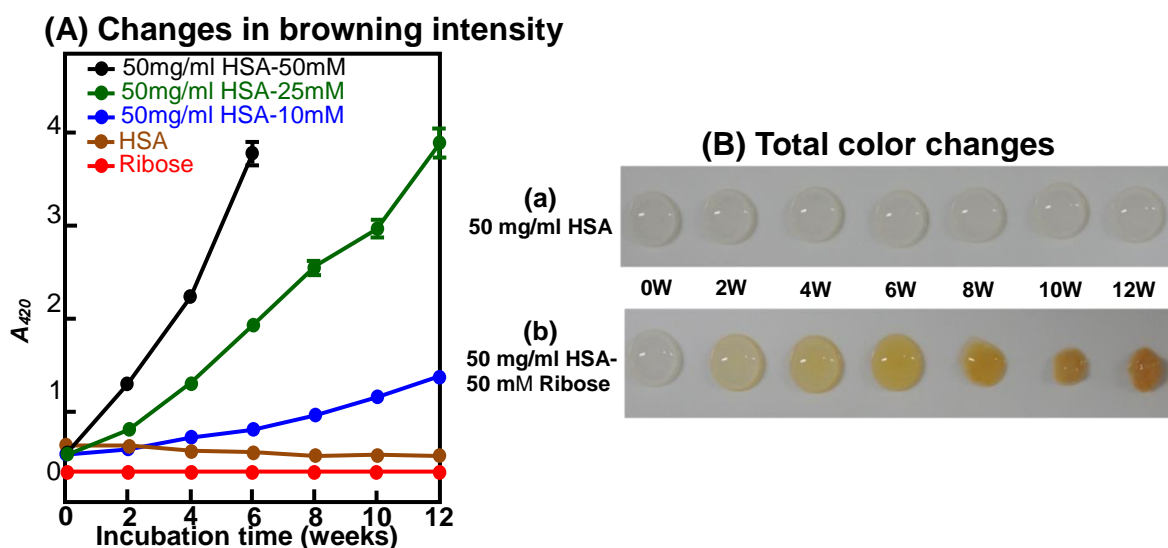 (A) Changes in browning intensity
50mg/ml HSA-50mM
50mg/ml HSA-25mM
50mg/ml HSA-10mM
HSA
Ribose
4
3
2
1
0
A420
0 2 4 6 8 10 12
Incubation time (weeks)
(B) Total color changes
(a)
50 mg/ml HSA
0W 2W 4W 6W 8W 10W 12W
(b)
50 mg/ml HSA-
50 mM Ribose